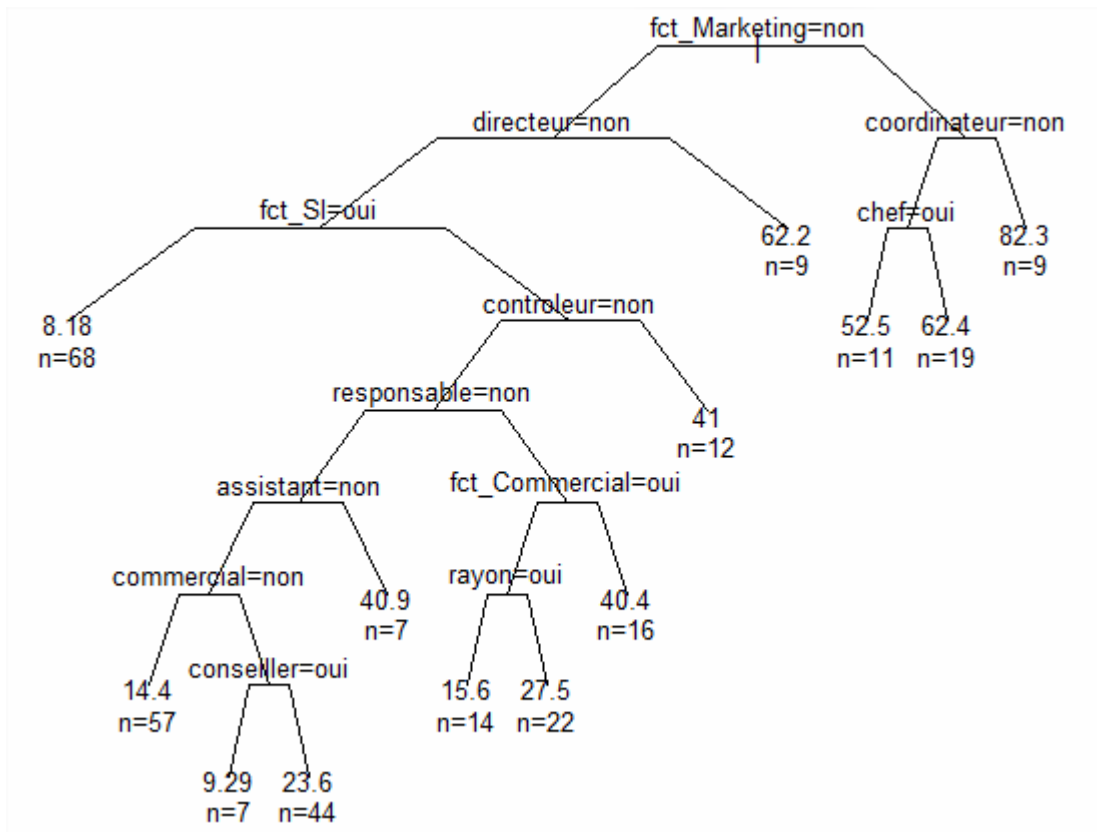 fct_Marketing=non
directeur=non
coordinateur=non
fct_SI=oui
chef=oui
62.2
n=9
82.3
n=9
controleur=non
8.18
n=68
52.5
n=11
62.4
n=19
responsable=non
41
n=12
assistant=non
fct_Commercial=oui
commercial=non
rayon=oui
40.9
n=7
40.4
n=16
conseiller=oui
14.4
n=57
15.6
n=14
27.5
n=22
9.29
n=7
23.6
n=44